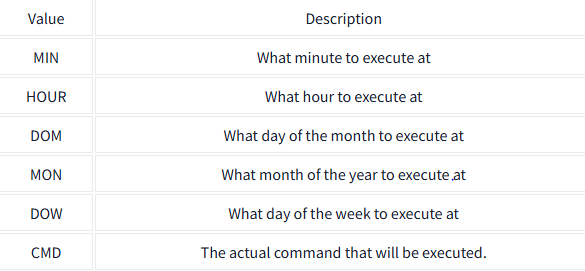 Value Description
MIN What minute to execute at
HOUR What hour to execute at
DOM What day of the month to execute at
MON What month of the year to execute at
DOW What day of the week to execute at
CMD The actual command that will be executed.